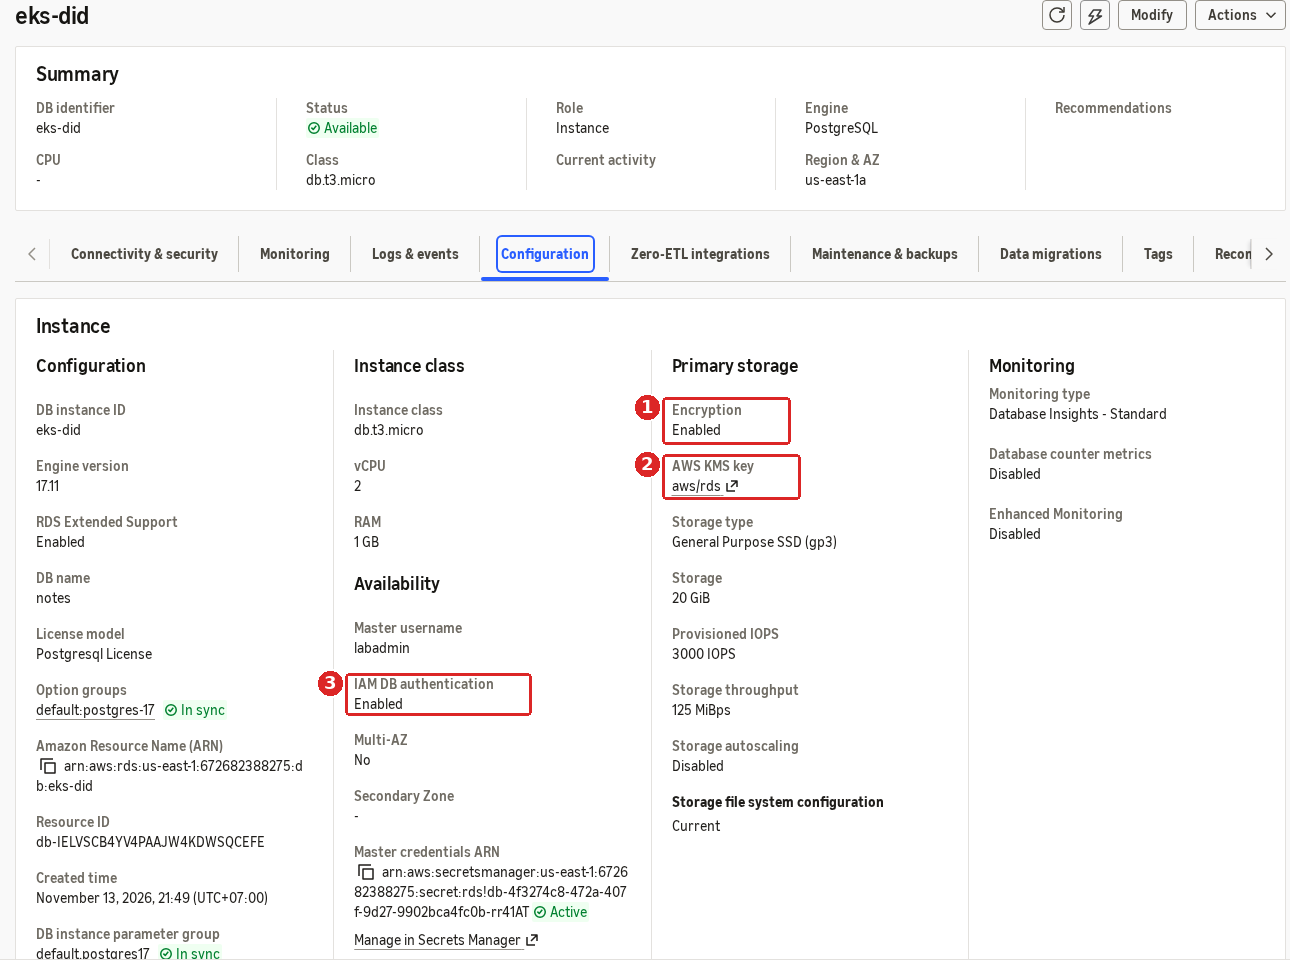 eks-did
Modify
Actions
Summary
DB identifier
eks-did
CPU
-
Status
Available
Class
db.t3.micro
Role
Instance
Current activity
Engine
PostgreSQL
Region & AZ
us-east-1a
Recommendations
Connectivity & security
Monitoring
Logs & events
Configuration
Zero-ETL integrations
Maintenance & backups
Data migrations
Tags
Recon
Instance
Configuration
DB instance ID
eks-did
Engine version
17.11
RDS Extended Support
Enabled
DB name
notes
License model
Postgresql License
Option groups
default:postgres-17 In sync
Amazon Resource Name (ARN)
arn:aws:rds:us-east-1:672682388275:d
b:eks-did
Resource ID
db-IELVSCB4YV4PAAJW4KDWSQCEFE
Created time
November 13, 2026, 21:49 (UTC+07:00)
DB instance parameter group
default.postgres17 In sync
Instance class
Instance class
db.t3.micro
vCPU
2
RAM
1 GB
Availability
Master username
labadmin
3
IAM DB authentication
Enabled
Multi-AZ
No
Secondary Zone
-
Master credentials ARN
arn:aws:secretsmanager:us-east-1:6726
82388275:secret:rds!db-4f3274c8-472a-407
f-9d27-9902bca4fc0b-rr41AT Active
Manage in Secrets Manager
Primary storage
1
Encryption
Enabled
2
AWS KMS key
aws/rds
Storage type
General Purpose SSD (gp3)
Storage
20 GiB
Provisioned IOPS
3000 IOPS
Storage throughput
125 MiBps
Storage autoscaling
Disabled
Storage file system configuration
Current
Monitoring
Monitoring type
Database Insights - Standard
Database counter metrics
Disabled
Enhanced Monitoring
Disabled